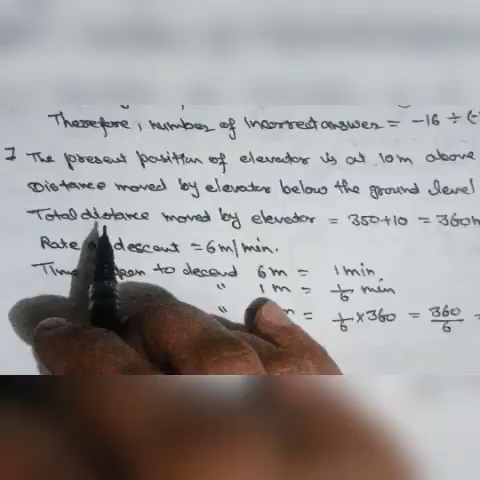 Therefore, number of incorrect answer = -16 ÷ (-
7 The present position of elevator is at 10m above
Distance moved by elevator below the ground level
Total distance moved by elevator = 350+10 = 360m
Rate descent = 6m/min.
Time to decend 6m = 1min.
" 1m = 1/6 min
" m = 1/6 × 360 = 360/6 =